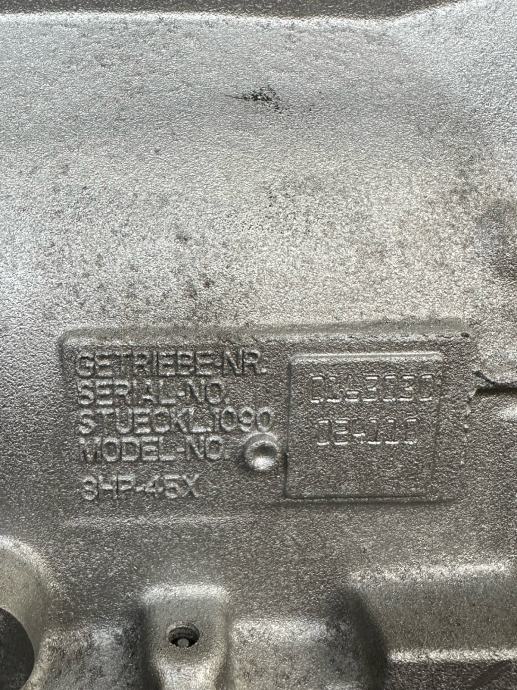 GETRIEBE-NR.
SERIAL-NO.
STUECKL.1090
MODEL-NO.
8HP-45X